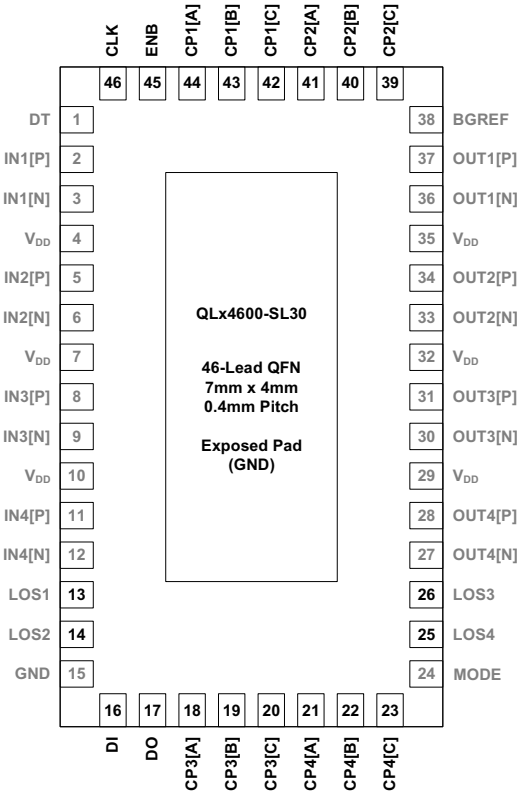 CLK ENB CP1[A] CP1[B] CP1[C] CP2[A] CP2[B] CP2[C]
46 45 44 43 42 41 40 39
DT 1 38 BGREF
IN1[P] 2 37 OUT1[P]
IN1[N] 3 36 OUT1[N]
VDD 4 35 VDD
IN2[P] 5 34 OUT2[P]
IN2[N] 6 33 OUT2[N]
VDD 7 32 VDD
IN3[P] 8 31 OUT3[P]
IN3[N] 9 30 OUT3[N]
VDD 10 29 VDD
IN4[P] 11 28 OUT4[P]
IN4[N] 12 27 OUT4[N]
LOS1 13 26 LOS3
LOS2 14 25 LOS4
GND 15 24 MODE
QLx4600-SL30
46-Lead QFN
7mm x 4mm
0.4mm Pitch
Exposed Pad
(GND)
16 17 18 19 20 21 22 23
DI DO CP3[A] CP3[B] CP3[C] CP4[A] CP4[B] CP4[C]